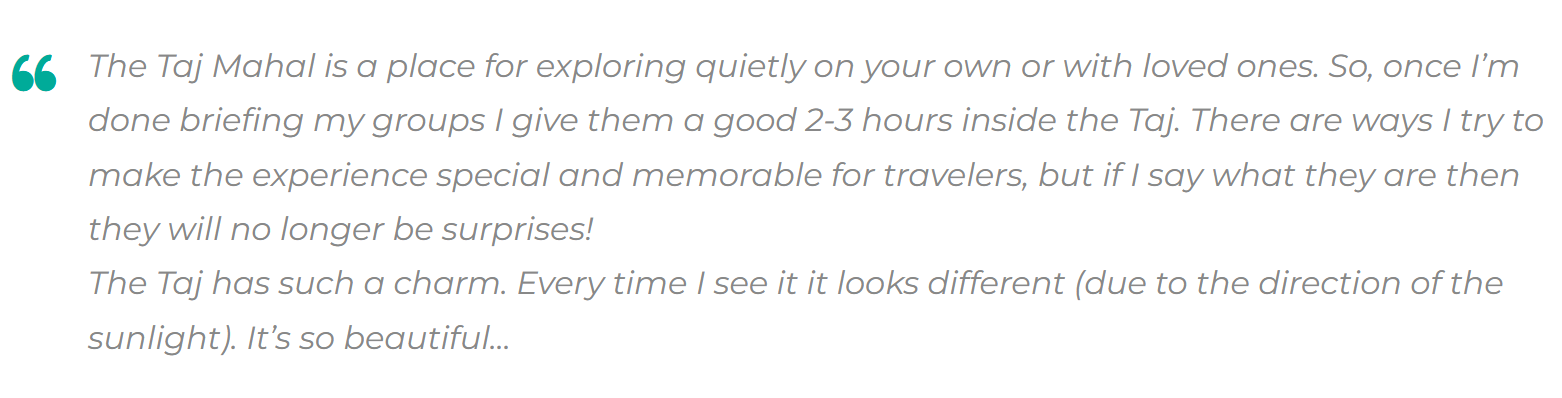 “ The Taj Mahal is a place for exploring quietly on your own or with loved ones. So, once I’m
done briefing my groups I give them a good 2-3 hours inside the Taj. There are ways I try to
make the experience special and memorable for travelers, but if I say what they are then
they will no longer be surprises!
The Taj has such a charm. Every time I see it it looks different (due to the direction of the
sunlight). It’s so beautiful...